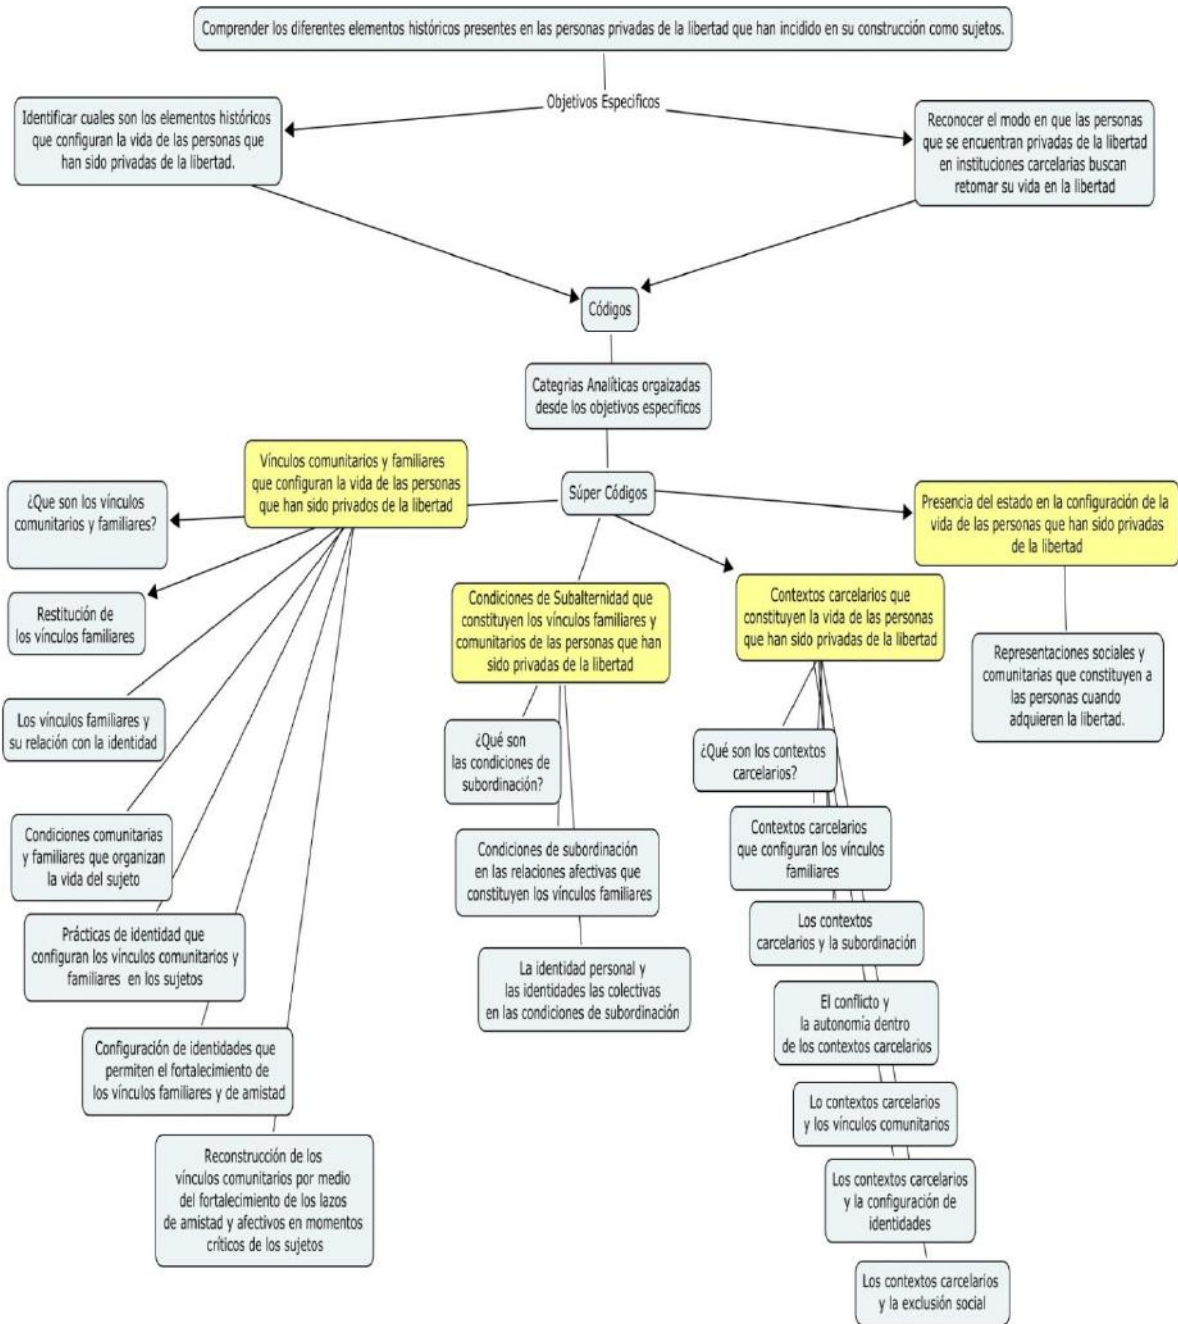 Comprender los diferentes elementos históricos presentes en las personas privadas de la libertad que han incidido en su construcción como sujetos.
Objetivos Especificos
Identificar cuales son los elementos históricos
que configuran la vida de las personas que
han sido privadas de la libertad.
Reconocer el modo en que las personas
que se encuentran privadas de la libertad
en instituciones carcelarias buscan
retomar su vida en la libertad
Códigos
Categrias Analíticas orgaizadas
desde los objetivos especificos
Súper Códigos
Vínculos comunitarios y familiares
que configuran la vida de las personas
que han sido privados de la libertad
¿Que son los vínculos
comunitarios y familiares?
Restitución de
los vínculos familiares
Los vínculos familiares y
su relación con la identidad
Condiciones comunitarias
y familiares que organizan
la vida del sujeto
Prácticas de identidad que
configuran los vínculos comunitarios y
familiares en los sujetos
Configuración de identidades que
permiten el fortalecimiento de
los vínculos familiares y de amistad
Reconstrucción de los
vínculos comunitarios por medio
del fortalecimiento de los lazos
de amistad y afectivos en momentos
críticos de los sujetos
Condiciones de Subalternidad que
constituyen los vínculos familiares y
comunitarios de las personas que han
sido privadas de la libertad
¿Qué son
las condiciones de
subordinación?
Condiciones de subordinación
en las relaciones afectivas que
constituyen los vínculos familiares
La identidad personal y
las identidades las colectivas
en las condiciones de subordinación
Contextos carcelarios que
constituyen la vida de las personas
que han sido privadas de la libertad
¿Qué son los contextos
carcelarios?
Contextos carcelarios
que configuran los vínculos
familiares
Los contextos
carcelarios y la subordinación
El conflicto y
la autonomía dentro
de los contextos carcelarios
Lo contextos carcelarios
y los vínculos comunitarios
Los contextos carcelarios
y la configuración de
identidades
Los contextos carcelarios
y la exclusión social
Presencia del estado en la configuración de la
vida de las personas que han sido privadas
de la libertad
Representaciones sociales y
comunitarias que constituyen a
las personas cuando
adquieren la libertad.